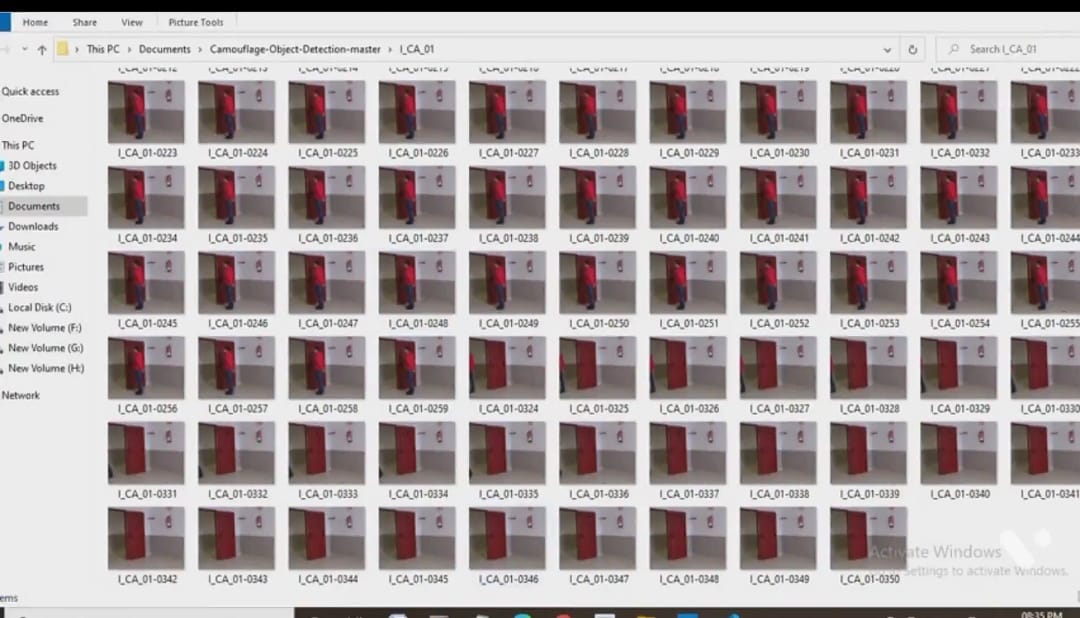 Home Share View Picture Tools
This PC > Documents > Camouflage-Object-Detection-master > I_CA_01
Search I_CA_01
Quick access
OneDrive
This PC
3D Objects
Desktop
Documents
Downloads
Music
Pictures
Videos
Local Disk (C:)
New Volume (F:)
New Volume (G:)
New Volume (H:)
Network
I_CA_01-0223 I_CA_01-0224 I_CA_01-0225 I_CA_01-0226 I_CA_01-0227 I_CA_01-0228 I_CA_01-0229 I_CA_01-0230 I_CA_01-0231 I_CA_01-0232 I_CA_01-0233
I_CA_01-0234 I_CA_01-0235 I_CA_01-0236 I_CA_01-0237 I_CA_01-0238 I_CA_01-0239 I_CA_01-0240 I_CA_01-0241 I_CA_01-0242 I_CA_01-0243 I_CA_01-0244
I_CA_01-0245 I_CA_01-0246 I_CA_01-0247 I_CA_01-0248 I_CA_01-0249 I_CA_01-0250 I_CA_01-0251 I_CA_01-0252 I_CA_01-0253 I_CA_01-0254 I_CA_01-0255
I_CA_01-0256 I_CA_01-0257 I_CA_01-0258 I_CA_01-0259 I_CA_01-0324 I_CA_01-0325 I_CA_01-0326 I_CA_01-0327 I_CA_01-0328 I_CA_01-0329 I_CA_01-0330
I_CA_01-0331 I_CA_01-0332 I_CA_01-0333 I_CA_01-0334 I_CA_01-0335 I_CA_01-0336 I_CA_01-0337 I_CA_01-0338 I_CA_01-0339 I_CA_01-0340 I_CA_01-0341
I_CA_01-0342 I_CA_01-0343 I_CA_01-0344 I_CA_01-0345 I_CA_01-0346 I_CA_01-0347 I_CA_01-0348 I_CA_01-0349 I_CA_01-0350
Activate Windows
Go to Settings to activate Windows.
ems
08:35 PM